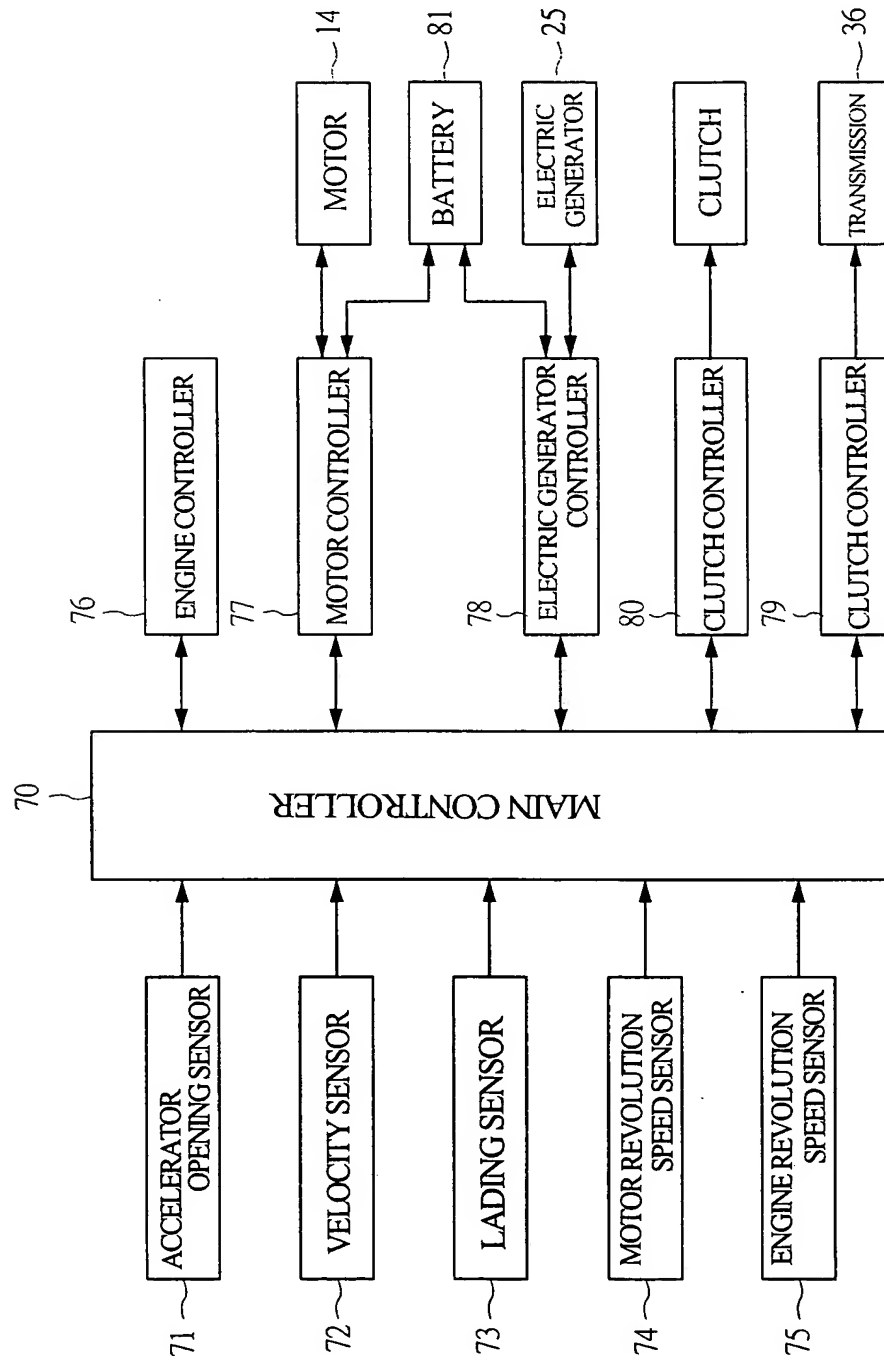 71
ACCELERATOR
OPENING SENSOR
72
VELOCITY SENSOR
73
LADING SENSOR
74
MOTOR REVOLUTION
SPEED SENSOR
75
ENGINE REVOLUTION
SPEED SENSOR
70
MAIN CONTROLLER
76
ENGINE CONTROLLER
77
MOTOR CONTROLLER
78
ELECTRIC GENERATOR
CONTROLLER
80
CLUTCH CONTROLLER
79
CLUTCH CONTROLLER
MOTOR
14
BATTERY
81
ELECTRIC
GENERATOR
25
CLUTCH
TRANSMISSION
36